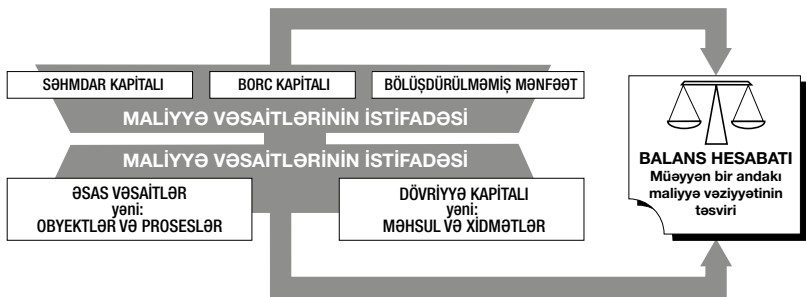 SƏHMDAR KAPİTALI
BORC KAPİTALI
BÖLÜŞDÜRÜLMƏMİŞ MƏNFƏƏT
MALİYYƏ VƏSAİTLƏRİNİN İSTİFADƏSİ
MALİYYƏ VƏSAİTLƏRİNİN İSTİFADƏSİ
ƏSAS VƏSAİTLƏR
yəni:
OBYEKTLƏR VƏ PROSESLƏR
DÖVRİYYƏ KAPİTALI
yəni:
MƏHSUL VƏ XİDMƏTLƏR
BALANS HESABATI
Müəyyən bir andakı
maliyyə vəziyyətinin
təsviri